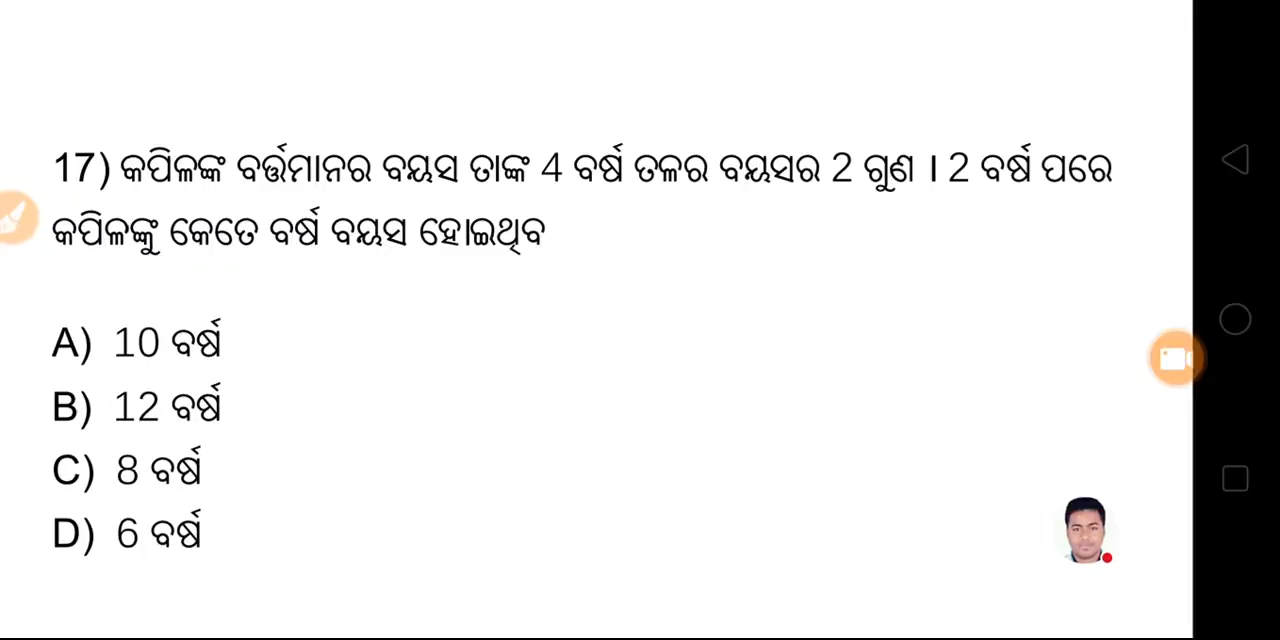 17) କପିଳଙ୍କ ବର୍ତ୍ତମାନର ବୟସ ତାଙ୍କ 4 ବର୍ଷ ତଳର ବୟସର 2 ଗୁଣ । 2 ବର୍ଷ ପରେ
କପିଳଙ୍କୁ କେତେ ବର୍ଷ ବୟସ ହୋଇଥିବ
A) 10 ବର୍ଷ
B) 12 ବର୍ଷ
C) 8 ବର୍ଷ
D) 6 ବର୍ଷ